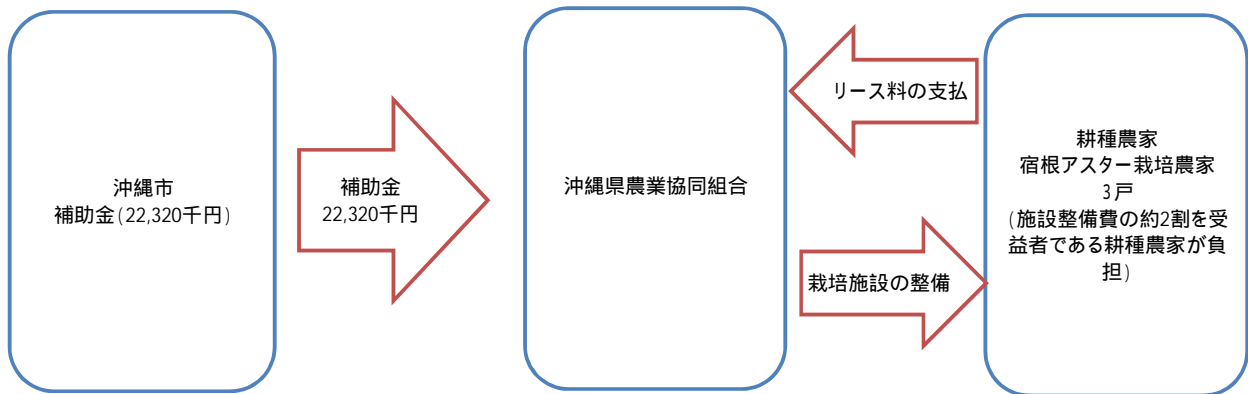 沖縄市
補助金(22,320千円)
補助金
22,320千円
沖縄県農業協同組合
リース料の支払
栽培施設の整備
耕種農家
宿根アスター栽培農家
3戸
(施設整備費の約2割を受
益者である耕種農家が負
担)